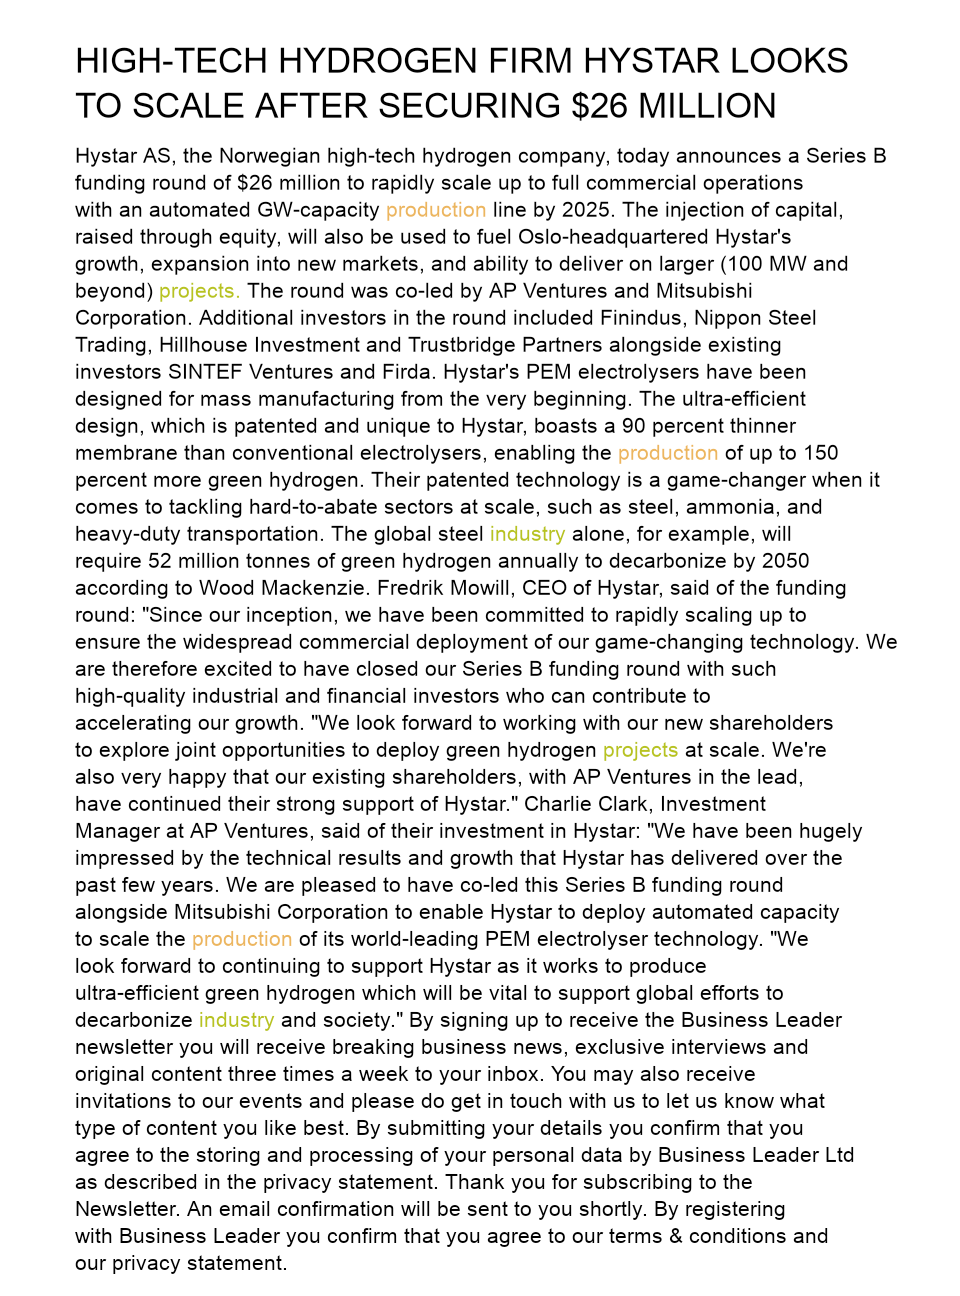 HIGH-TECH HYDROGEN FIRM HYSTAR LOOKS
TO SCALE AFTER SECURING $26 MILLION
Hystar AS, the Norwegian high-tech hydrogen company, today announces a Series B
funding round of $26 million to rapidly scale up to full commercial operations
with an automated GW-capacity production line by 2025. The injection of capital,
raised through equity, will also be used to fuel Oslo-headquartered Hystar's
growth, expansion into new markets, and ability to deliver on larger (100 MW and
beyond) projects. The round was co-led by AP Ventures and Mitsubishi
Corporation. Additional investors in the round included Finindus, Nippon Steel
Trading, Hillhouse Investment and Trustbridge Partners alongside existing
investors SINTEF Ventures and Firda. Hystar's PEM electrolysers have been
designed for mass manufacturing from the very beginning. The ultra-efficient
design, which is patented and unique to Hystar, boasts a 90 percent thinner
membrane than conventional electrolysers, enabling the production of up to 150
percent more green hydrogen. Their patented technology is a game-changer when it
comes to tackling hard-to-abate sectors at scale, such as steel, ammonia, and
heavy-duty transportation. The global steel industry alone, for example, will
require 52 million tonnes of green hydrogen annually to decarbonize by 2050
according to Wood Mackenzie. Fredrik Mowill, CEO of Hystar, said of the funding
round: "Since our inception, we have been committed to rapidly scaling up to
ensure the widespread commercial deployment of our game-changing technology. We
are therefore excited to have closed our Series B funding round with such
high-quality industrial and financial investors who can contribute to
accelerating our growth. "We look forward to working with our new shareholders
to explore joint opportunities to deploy green hydrogen projects at scale. We're
also very happy that our existing shareholders, with AP Ventures in the lead,
have continued their strong support of Hystar." Charlie Clark, Investment
Manager at AP Ventures, said of their investment in Hystar: "We have been hugely
impressed by the technical results and growth that Hystar has delivered over the
past few years. We are pleased to have co-led this Series B funding round
alongside Mitsubishi Corporation to enable Hystar to deploy automated capacity
to scale the production of its world-leading PEM electrolyser technology. "We
look forward to continuing to support Hystar as it works to produce
ultra-efficient green hydrogen which will be vital to support global efforts to
decarbonize industry and society." By signing up to receive the Business Leader
newsletter you will receive breaking business news, exclusive interviews and
original content three times a week to your inbox. You may also receive
invitations to our events and please do get in touch with us to let us know what
type of content you like best. By submitting your details you confirm that you
agree to the storing and processing of your personal data by Business Leader Ltd
as described in the privacy statement. Thank you for subscribing to the
Newsletter. An email confirmation will be sent to you shortly. By registering
with Business Leader you confirm that you agree to our terms & conditions and
our privacy statement.